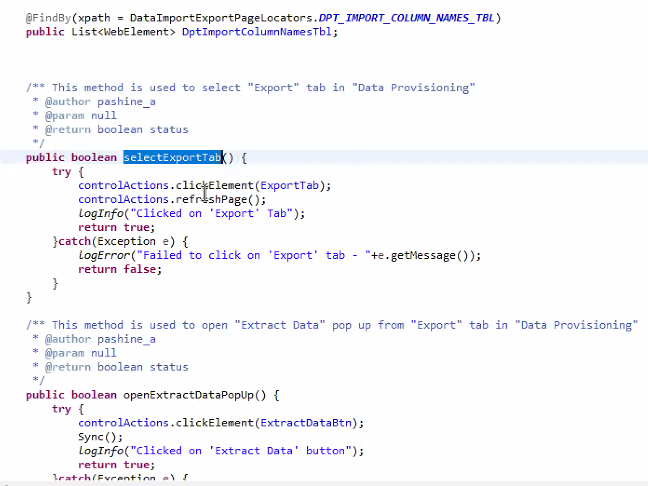 @FindBy(xpath = DataImportExportPageLocators.DPT_IMPORT_COLUMN_NAMES_TBL)
public List<WebElement> DptImportColumnNamesTbl;
/** This method is used to select "Export" tab in "Data Provisioning"
* @author pashine_a
* @param null
* @return boolean status
*/
public boolean selectExportTab() {
try {
controlActions.clickElement(ExportTab);
controlActions.refreshPage();
logInfo("Clicked on 'Export' Tab");
return true;
}catch(Exception e) {
logError("Failed to click on 'Export' tab - "+e.getMessage());
return false;
}
}
/** This method is used to open "Extract Data" pop up from "Export" tab in "Data Provisioning"
* @author pashine_a
* @param null
* @return boolean status
*/
public boolean openExtractDataPopUp() {
try {
controlActions.clickElement(ExtractDataBtn);
Sync();
logInfo("Clicked on 'Extract Data' button");
return true;
}catch(Exception e) {